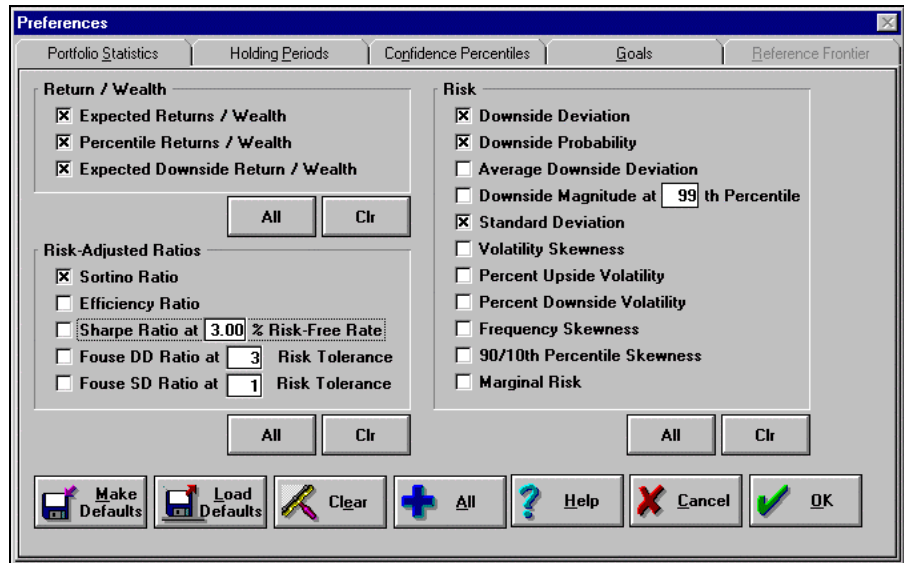 Preferences
Portfolio Statistics
Holding Periods
Confidence Percentiles
Goals
Reference Frontier
Return / Wealth
Expected Returns / Wealth
Percentile Returns / Wealth
Expected Downside Return / Wealth
All
Clr
Risk-Adjusted Ratios
Sortino Ratio
Efficiency Ratio
Sharpe Ratio at 3.00 % Risk-Free Rate
Fouse DD Ratio at 3 Risk Tolerance
Fouse SD Ratio at 1 Risk Tolerance
All
Clr
Risk
Downside Deviation
Downside Probability
Average Downside Deviation
Downside Magnitude at 99 th Percentile
Standard Deviation
Volatility Skewness
Percent Upside Volatility
Percent Downside Volatility
Frequency Skewness
90/10th Percentile Skewness
Marginal Risk
All
Clr
Make
Defaults
Load
Defaults
Clear
All
Help
Cancel
OK